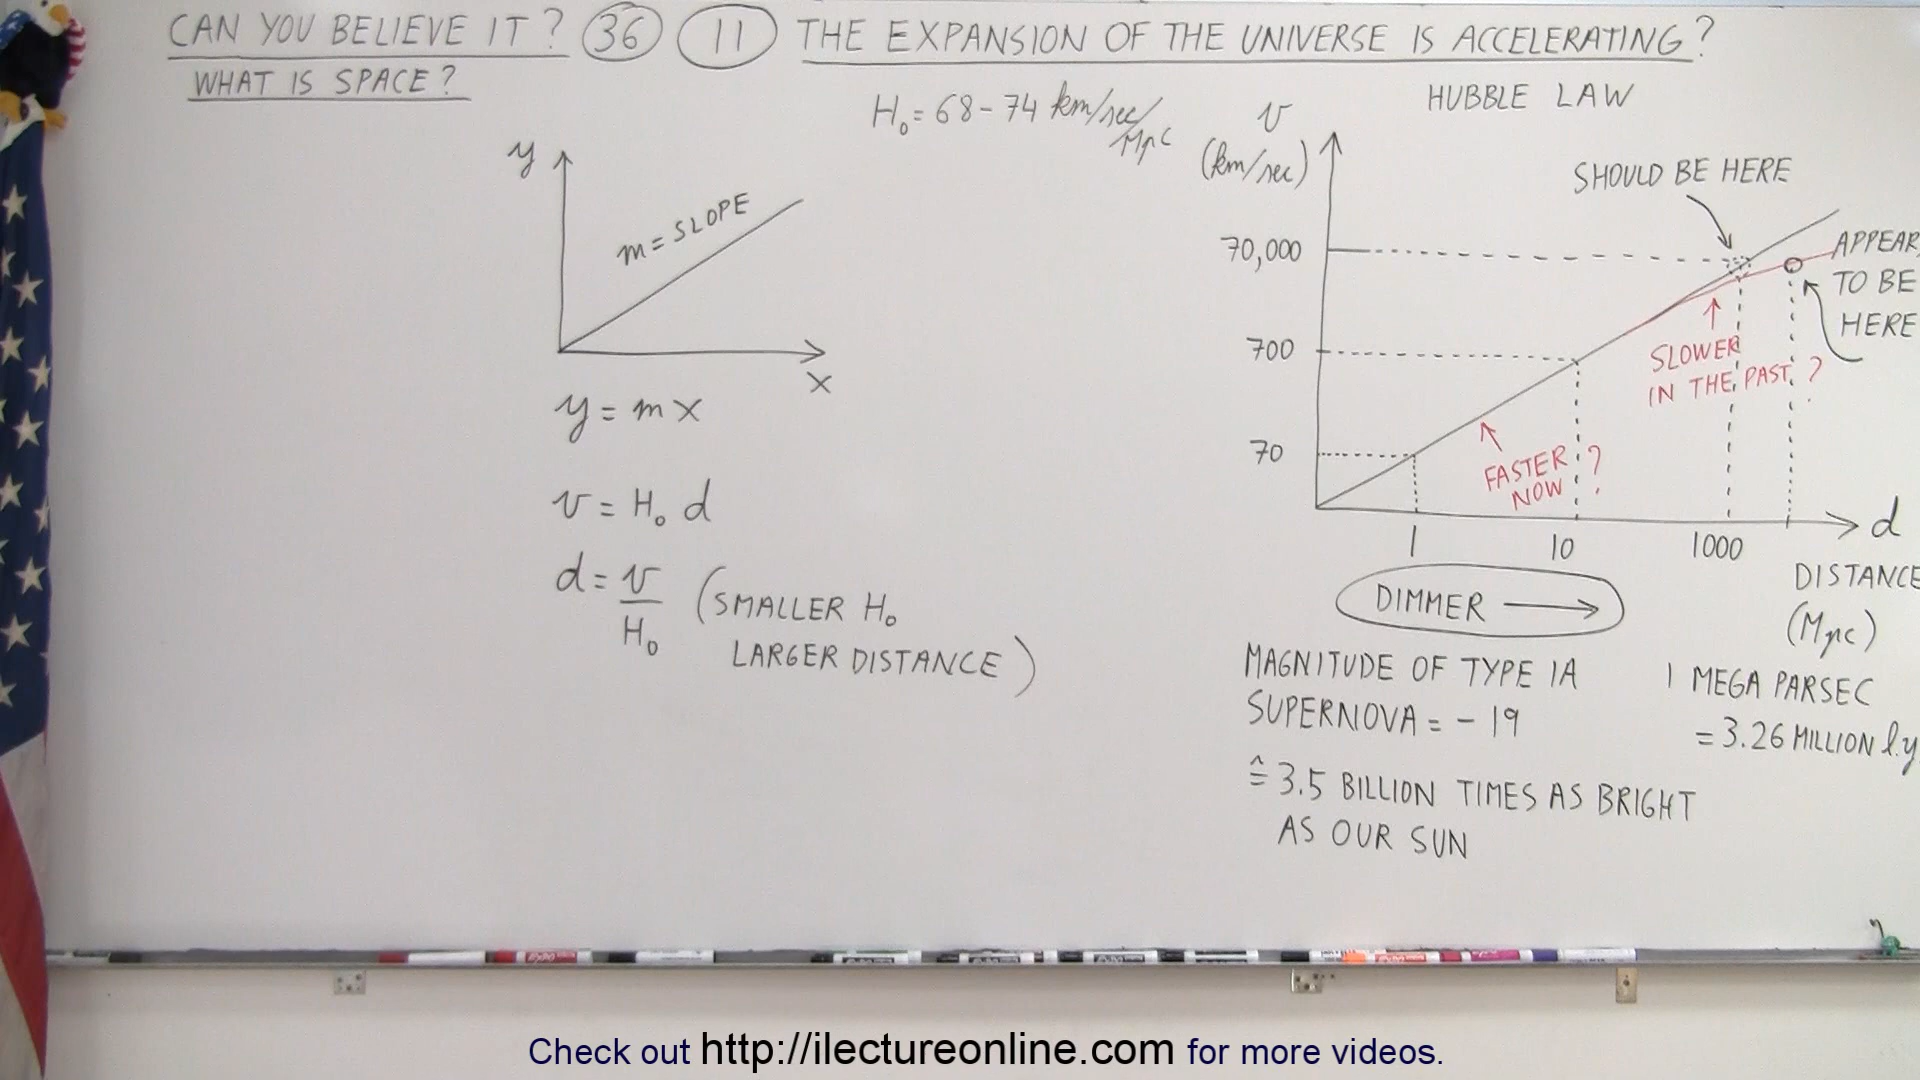 CAN YOU BELIEVE IT? 36 11 THE EXPANSION OF THE UNIVERSE IS ACCELERATING?
WHAT IS SPACE?
y
m = SLOPE
x
y = mx
v = H₀ d
d = v
H₀
(SMALLER H₀
LARGER DISTANCE)
H₀ = 68 - 74 km/sec/
Mpc
HUBBLE LAW
v
(km/sec)
SHOULD BE HERE
70,000
APPEAR
TO BE
HERE
700
SLOWER
IN THE PAST ?
70
FASTER ?
NOW
1 10 1000 d
DISTANCE
(Mpc)
DIMMER →
MAGNITUDE OF TYPE 1A
SUPERNOVA = -19
≙ 3.5 BILLION TIMES AS BRIGHT
AS OUR SUN
1 MEGA PARSEC
= 3.26 MILLION l.y.
Check out http://ilectureonline.com for more videos.